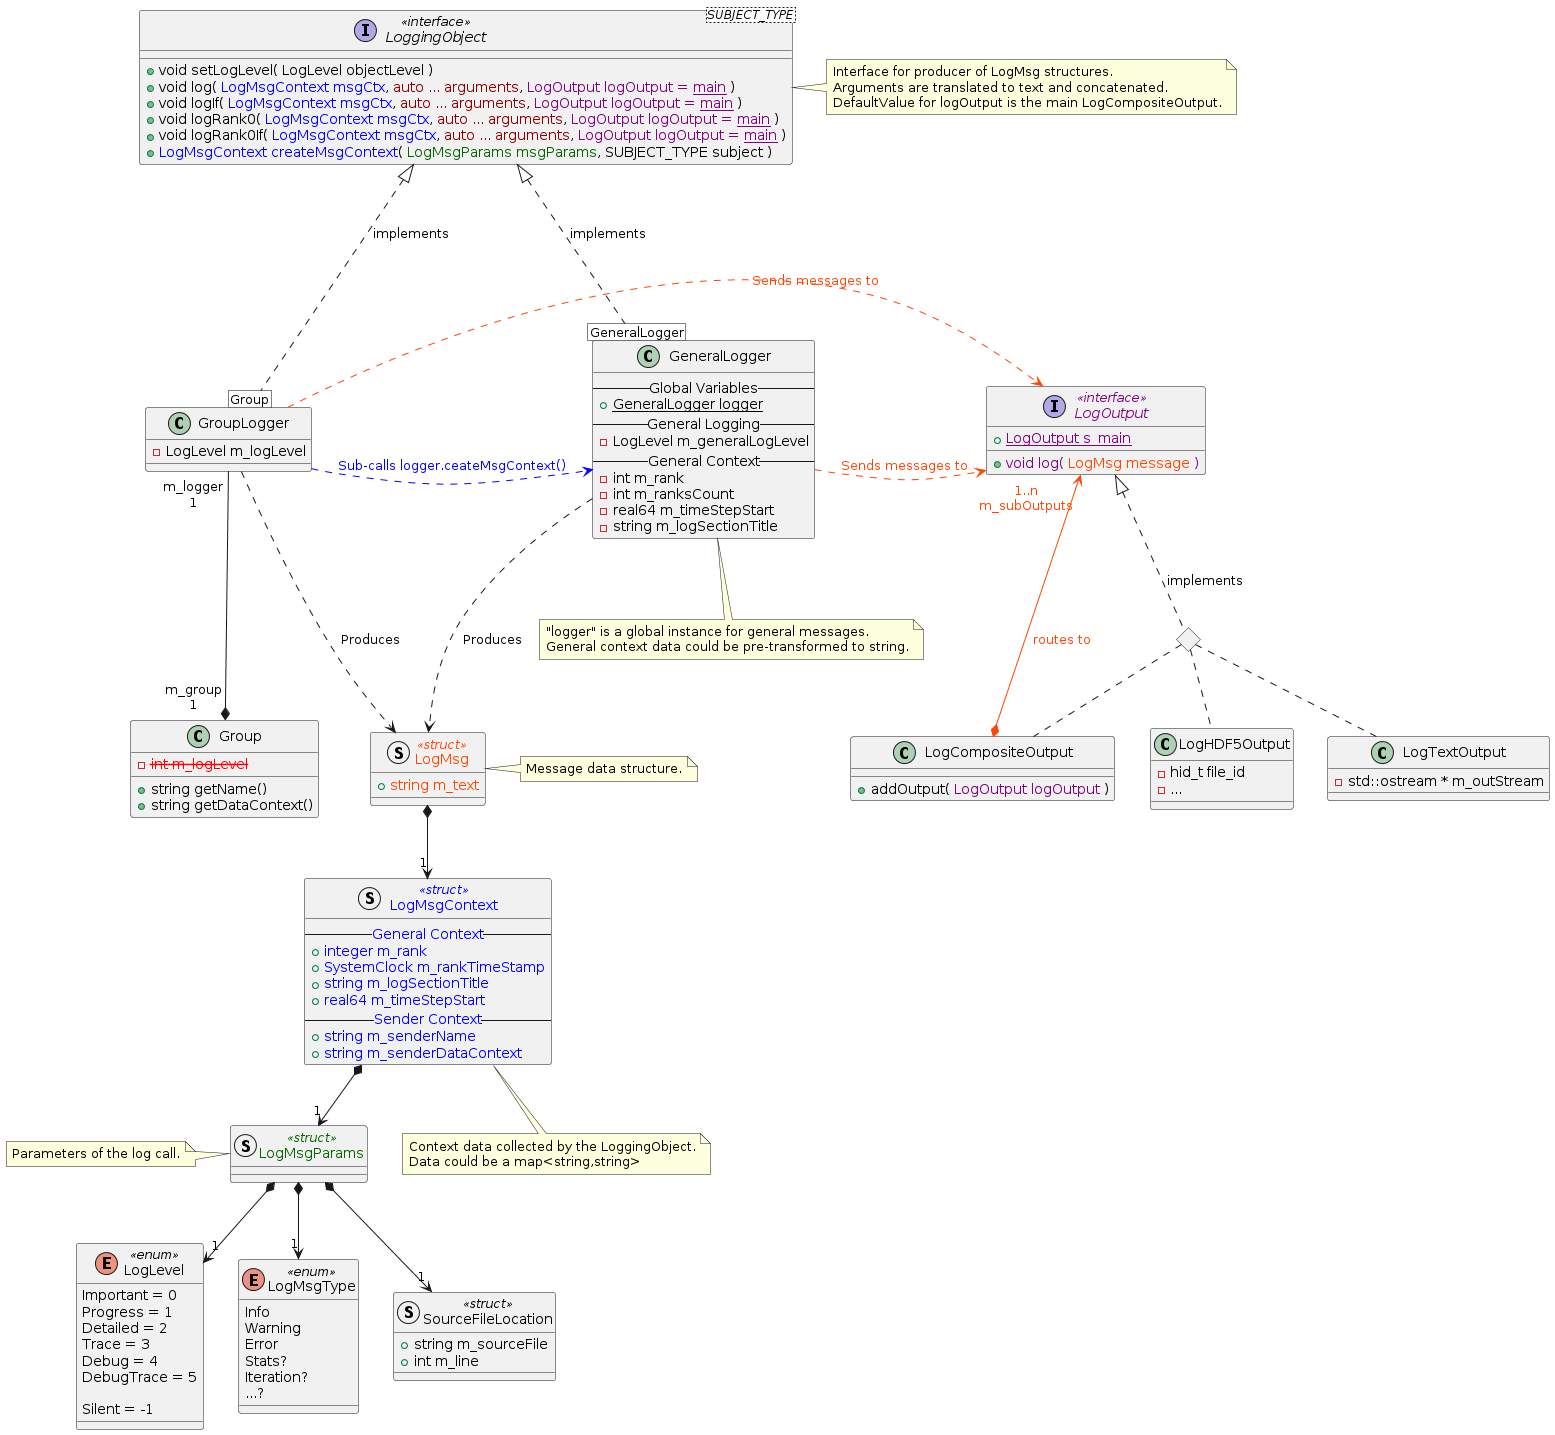 SUBJECT_TYPE
«interface»
LoggingObject
void setLogLevel( LogLevel objectLevel )
void log( LogMsgContext msgCtx, auto ... arguments, LogOutput logOutput = main )
void logIf( LogMsgContext msgCtx, auto ... arguments, LogOutput logOutput = main )
void logRank0( LogMsgContext msgCtx, auto ... arguments, LogOutput logOutput = main )
void logRank0If( LogMsgContext msgCtx, auto ... arguments, LogOutput logOutput = main )
LogMsgContext createMsgContext( LogMsgParams msgParams, SUBJECT_TYPE subject )
Interface for producer of LogMsg structures.
Arguments are translated to text and concatenated.
DefaultValue for logOutput is the main LogCompositeOutput.
implements
implements
Sends messages to
Group
GroupLogger
LogLevel m_logLevel
GeneralLogger
GeneralLogger
Global Variables
GeneralLogger logger
General Logging
LogLevel m_generalLogLevel
General Context
int m_rank
int m_ranksCount
real64 m_timeStepStart
string m_logSectionTitle
«interface»
LogOutput
LogOutput s_main
void log( LogMsg message )
Sub-calls logger.ceateMsgContext()
Sends messages to
m_logger
1
1..n
m_subOutputs
implements
"logger" is a global instance for general messages.
General context data could be pre-transformed to string.
Produces
Produces
routes to
m_group
1
Group
int m_logLevel
string getName()
string getDataContext()
«struct»
LogMsg
string m_text
Message data structure.
LogCompositeOutput
addOutput( LogOutput logOutput )
LogHDF5Output
hid_t file_id
...
LogTextOutput
std::ostream * m_outStream
1
«struct»
LogMsgContext
General Context
integer m_rank
SystemClock m_rankTimeStamp
string m_logSectionTitle
real64 m_timeStepStart
Sender Context
string m_senderName
string m_senderDataContext
1
Parameters of the log call.
«struct»
LogMsgParams
Context data collected by the LoggingObject.
Data could be a map<string,string>
1
1
1
«enum»
LogLevel
Important = 0
Progress = 1
Detailed = 2
Trace = 3
Debug = 4
DebugTrace = 5
Silent = -1
«enum»
LogMsgType
Info
Warning
Error
Stats?
Iteration?
...?
«struct»
SourceFileLocation
string m_sourceFile
int m_line